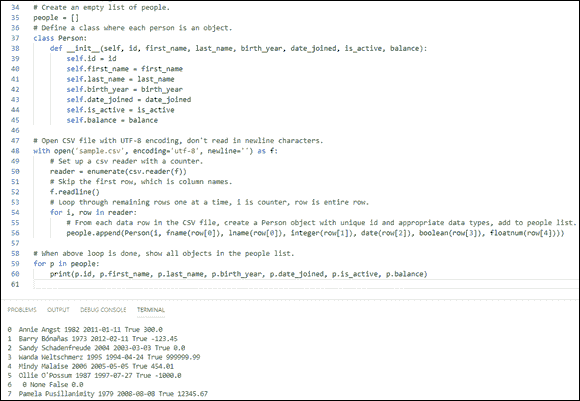 34 # Create an empty list of people.
35 people = []
36 # Define a class where each person is an object.
37 class Person:
38 def __init__(self, id, first_name, last_name, birth_year, date_joined, is_active, balance):
39 self.id = id
40 self.first_name = first_name
41 self.last_name = last_name
42 self.birth_year = birth_year
43 self.date_joined = date_joined
44 self.is_active = is_active
45 self.balance = balance
46
47 # Open CSV file with UTF-8 encoding, don't read in newline characters.
48 with open('sample.csv', encoding='utf-8', newline='') as f:
49 # Set up a csv reader with a counter.
50 reader = enumerate(csv.reader(f))
51 # Skip the first row, which is column names.
52 f.readline()
53 # Loop through remaining rows one at a time, i is counter, row is entire row.
54 for i, row in reader:
55 # From each data row in the CSV file, create a Person object with unique id and appropriate data types, add to people list.
56 people.append(Person(i, fname(row[0]), lname(row[0]), integer(row[1]), date(row[2]), boolean(row[3]), floatnum(row[4])))
57
58 # When above loop is done, show all objects in the people list.
59 for p in people:
60 print(p.id, p.first_name, p.last_name, p.birth_year, p.date_joined, p.is_active, p.balance)
61
PROBLEMS OUTPUT DEBUG CONSOLE TERMINAL
0 Annie Angst 1982 2011-01-11 True 300.0
1 Barry Bónañas 1973 2012-02-11 True -123.45
2 Sandy Schadenfreude 2004 2003-03-03 True 0.0
3 Wanda Weltschmerz 1995 1994-04-24 True 999999.99
4 Mindy Malaise 2006 2005-05-05 True 454.01
5 Ollie O'Possum 1987 1997-07-27 True -1000.0
6 0 None False 0.0
7 Pamela Pusillanimity 1979 2008-08-08 True 12345.67